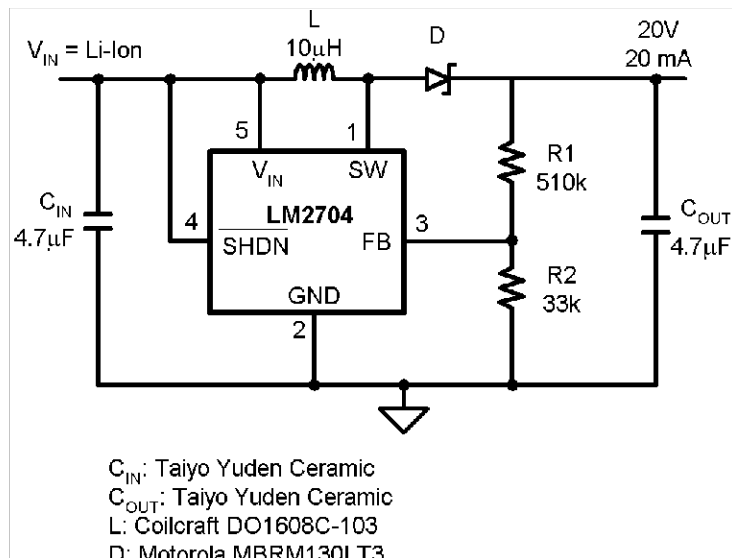 L
10µH
D
20V
20 mA
V_IN = Li-Ion
5
1
V_IN
SW
R1
510k
C_IN
4.7µF
4
LM2704
3
SHDN
FB
C_OUT
4.7µF
GND
R2
33k
2
C_IN: Taiyo Yuden Ceramic
C_OUT: Taiyo Yuden Ceramic
L: Coilcraft DO1608C-103
D: Motorola MBRM130LT3